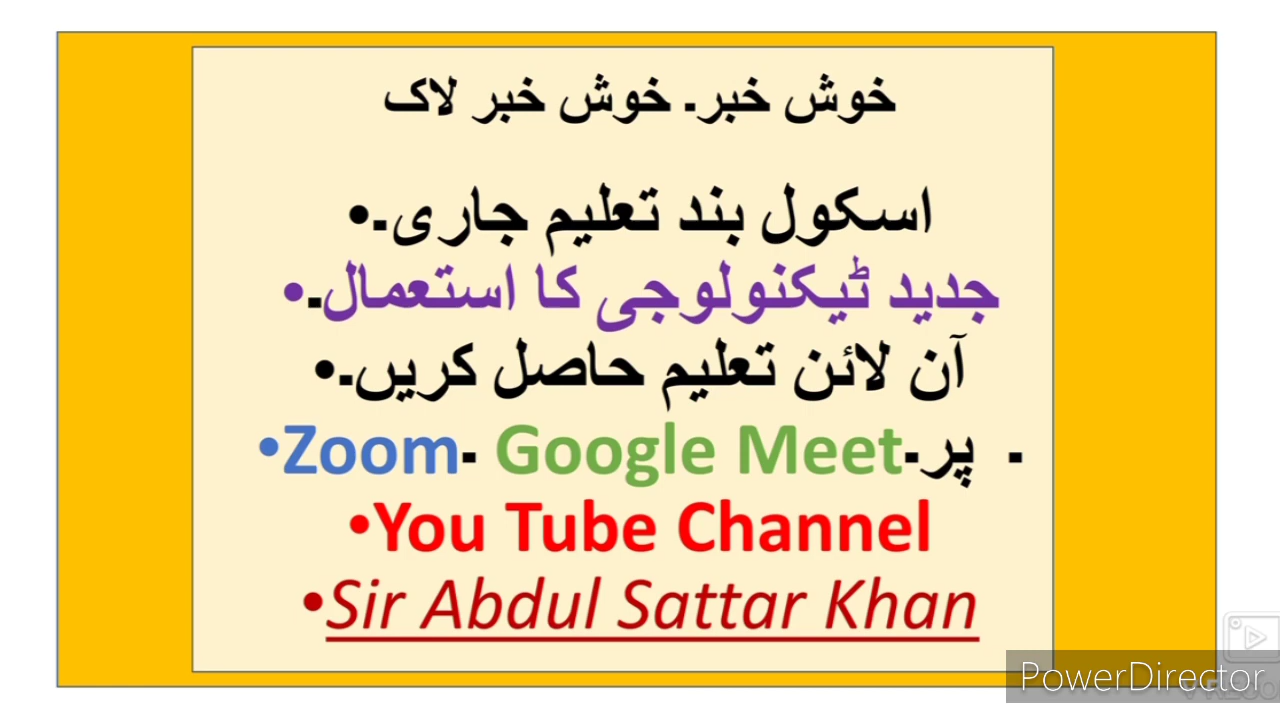 خوش خبر۔ خوش خبر لاک
اسکول بند تعلیم جاری۔•
جدید ٹیکنولوجی کا استعمال۔•
آن لائن تعلیم حاصل کریں۔•
•Zoom۔ Google Meet۔پر ۔
•You Tube Channel
•Sir Abdul Sattar Khan
PowerDirector